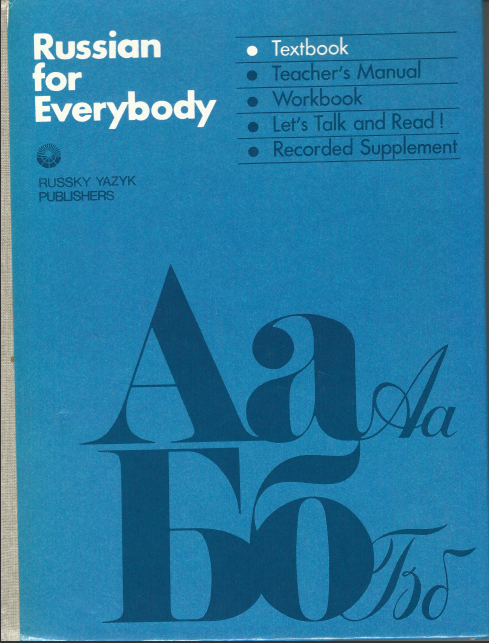 Russian
for
Everybody
Textbook
Teacher's Manual
Workbook
Let's Talk and Read !
Recorded Supplement
RUSSKY YAZYK
PUBLISHERS
Аа Аа
Бб Бб